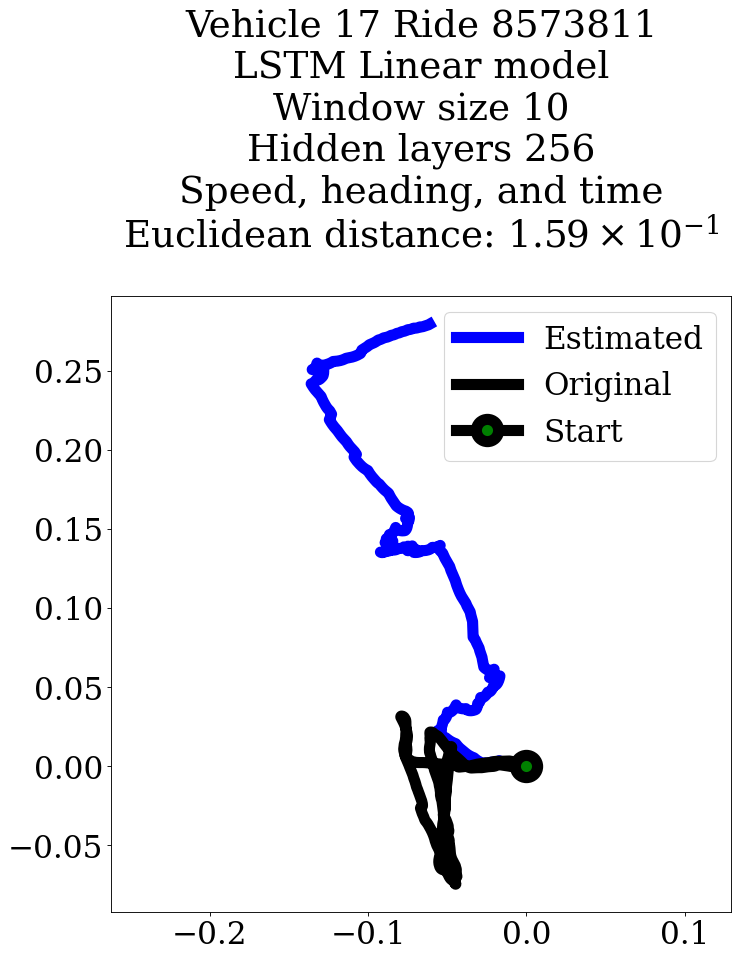 Vehicle 17 Ride 8573811
LSTM Linear model
Window size 10
Hidden layers 256
Speed, heading, and time
Euclidean distance: 1.59 × 10⁻¹
Estimated
Original
Start
0.25
0.20
0.15
0.10
0.05
0.00
−0.05
−0.2
−0.1
0.0
0.1